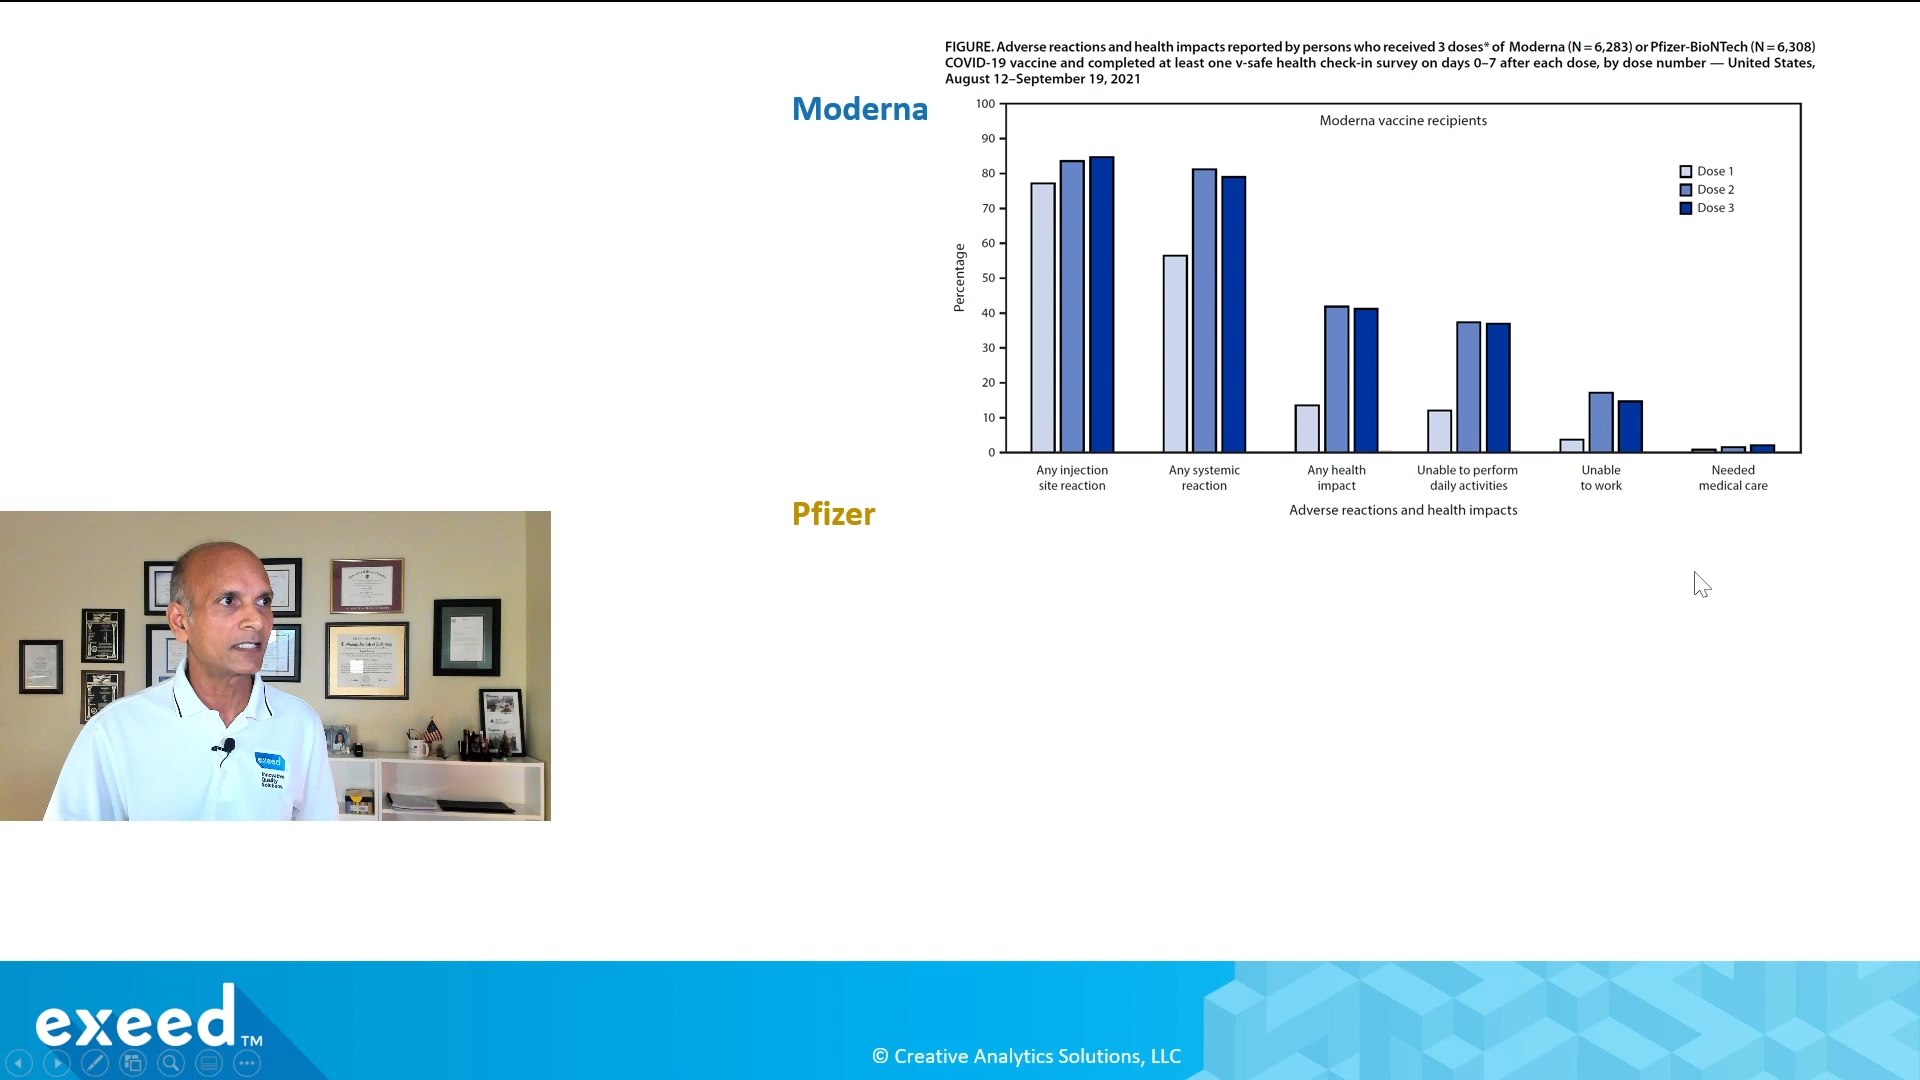 FIGURE. Adverse reactions and health impacts reported by persons who received 3 doses* of Moderna (N = 6,283) or Pfizer-BioNTech (N = 6,308)
COVID-19 vaccine and completed at least one v-safe health check-in survey on days 0–7 after each dose, by dose number — United States,
August 12–September 19, 2021
Moderna
Moderna vaccine recipients
100
90
80
70
60
50
40
30
20
10
0
Percentage
Dose 1
Dose 2
Dose 3
Any injection
site reaction
Any systemic
reaction
Any health
impact
Unable to perform
daily activities
Unable
to work
Needed
medical care
Adverse reactions and health impacts
Pfizer
exeed
Innovative
Quality
Solutions.
exeed™
© Creative Analytics Solutions, LLC